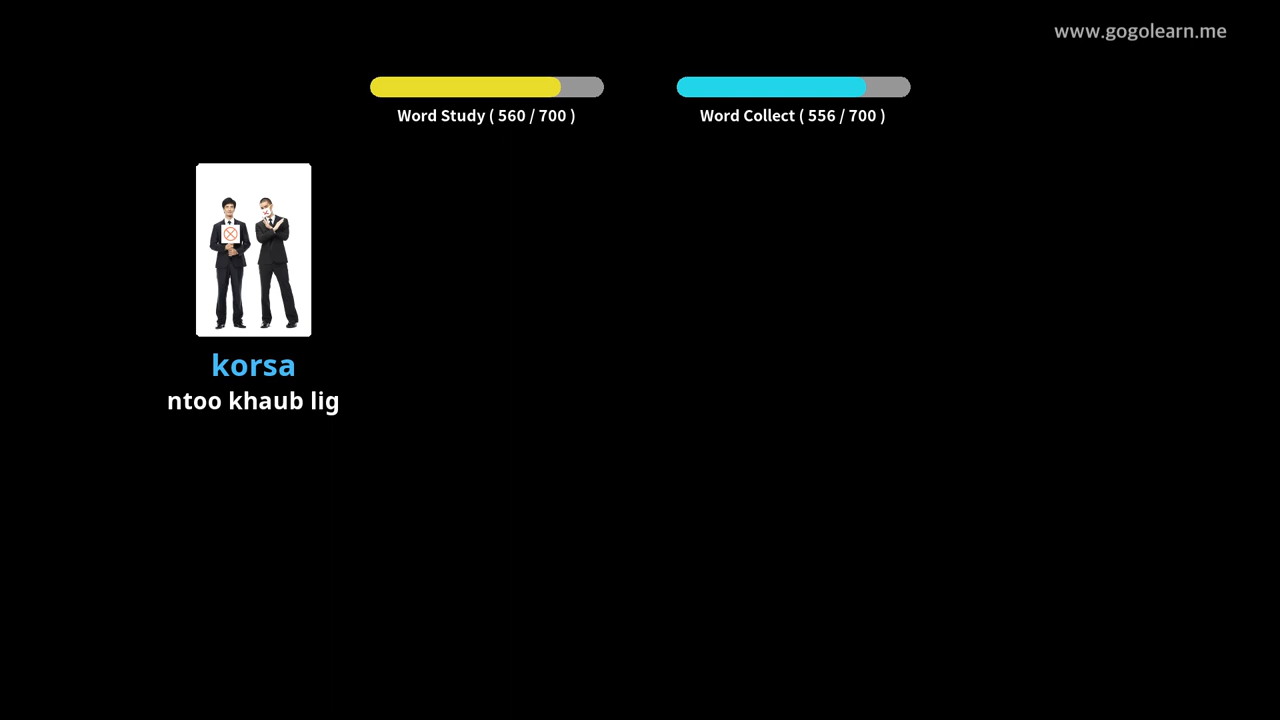 www.gogolearn.me
Word Study ( 560 / 700 )
Word Collect ( 556 / 700 )
korsa
ntoo khaub lig